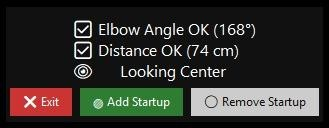 Elbow Angle OK (168°)
Distance OK (74 cm)
Looking Center
Exit Add Startup Remove Startup